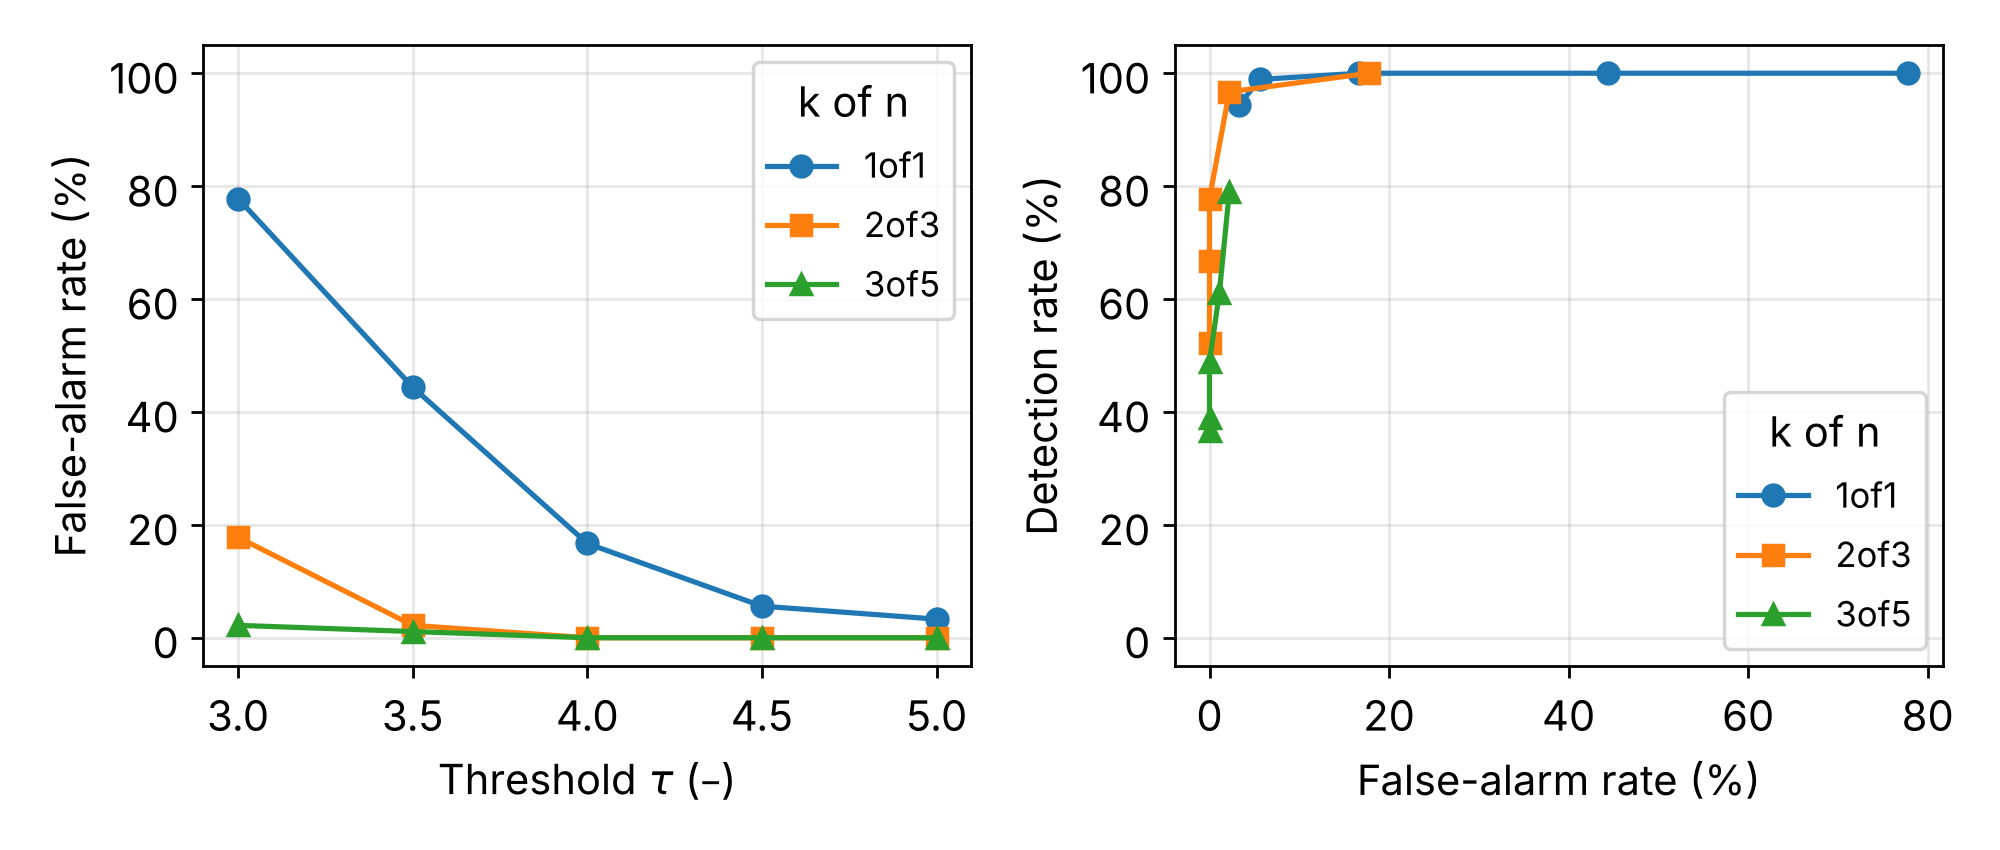 100
80
60
40
20
0
False-alarm rate (%)
3.0 3.5 4.0 4.5 5.0
Threshold τ (–)
k of n
1of1
2of3
3of5
100
80
60
40
20
0
Detection rate (%)
0 20 40 60 80
False-alarm rate (%)
k of n
1of1
2of3
3of5